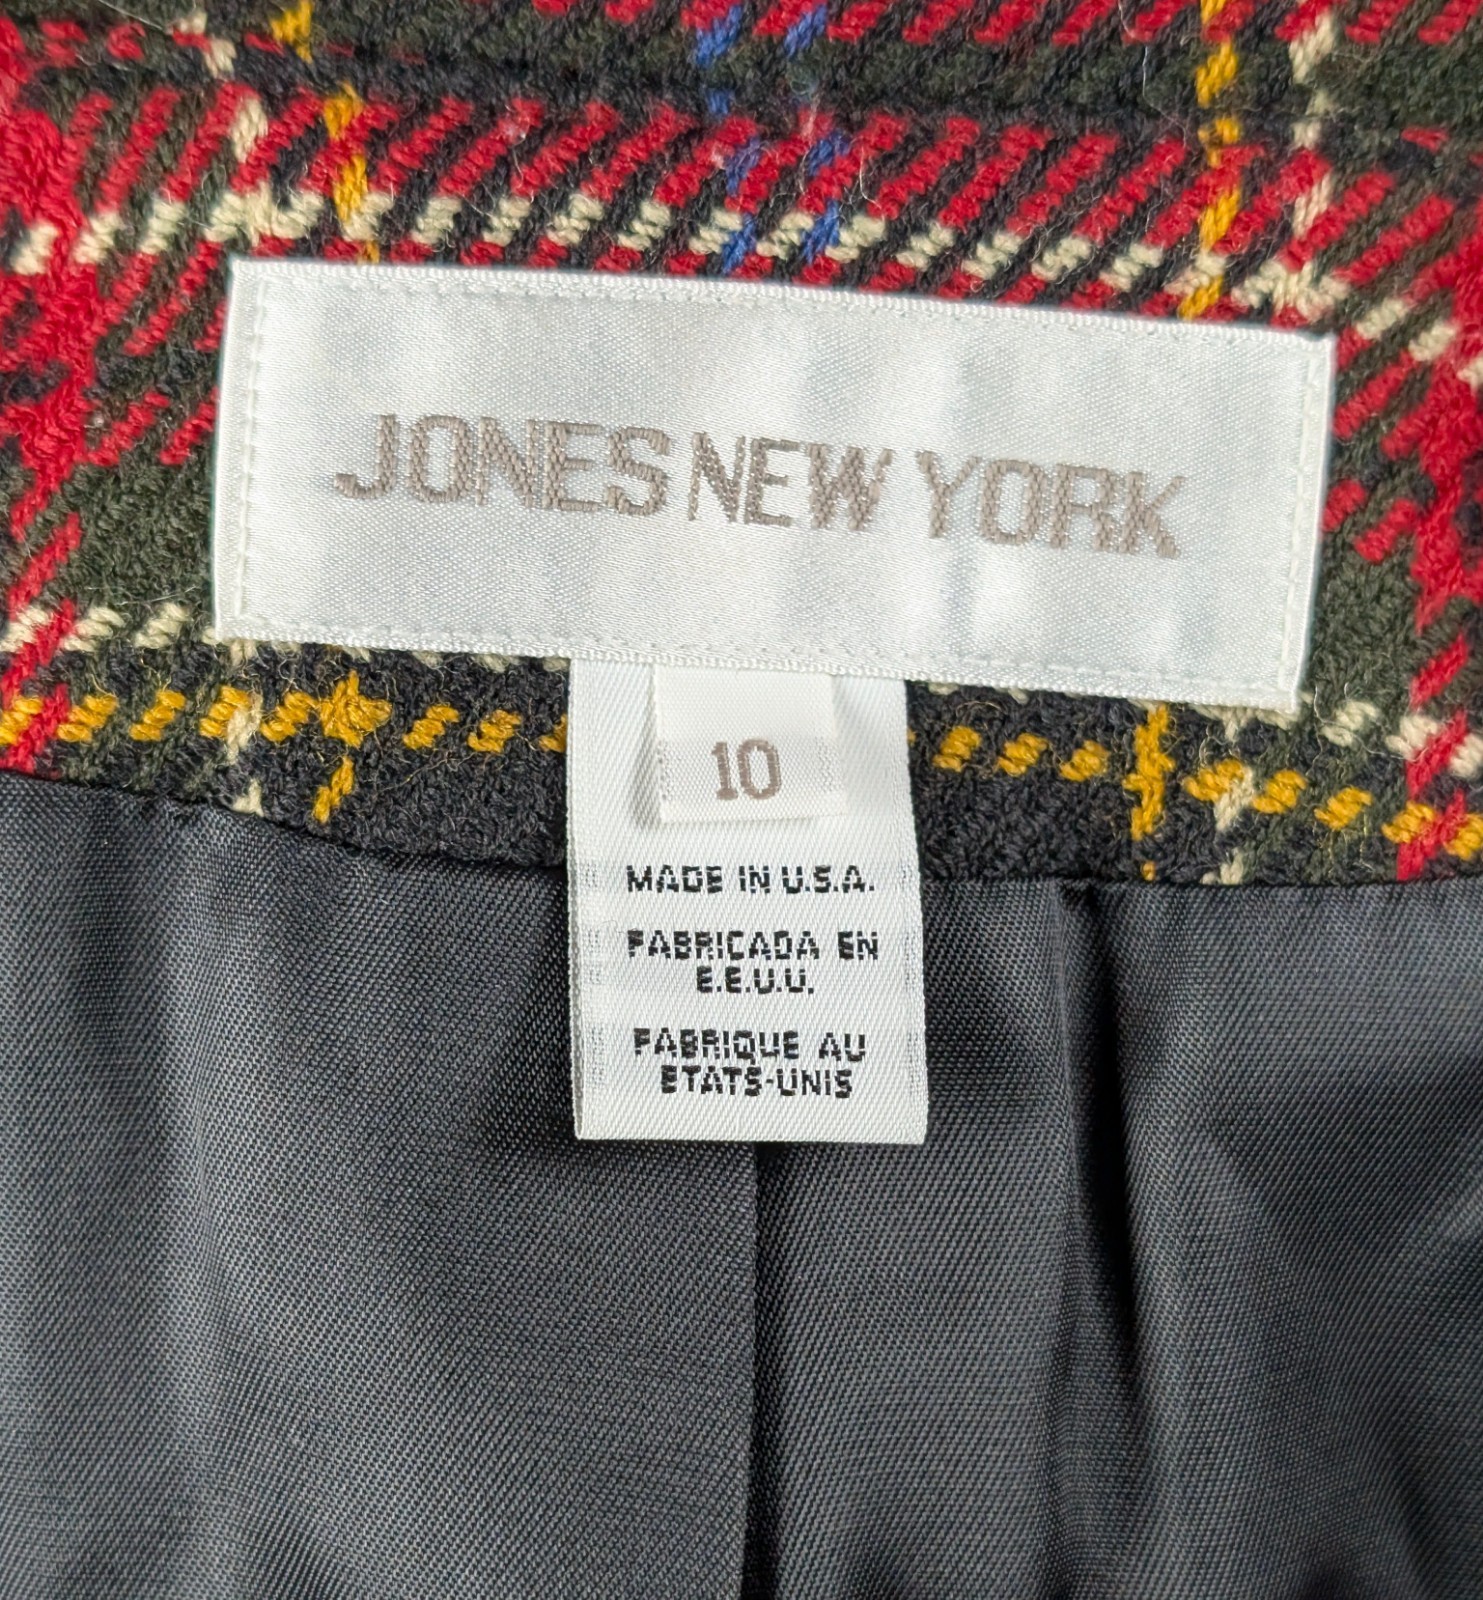 JONES NEW YORK
10
MADE IN U.S.A.
FABRICADA EN
E.E.U.U.
FABRIQUE AU
ETATS-UNIS